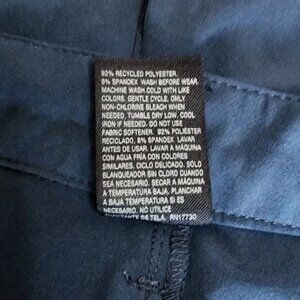 92% RECYCLED POLYESTER,
8% SPANDEX WASH BEFORE WEAR.
MACHINE WASH COLD WITH LIKE
COLORS. GENTLE CYCLE. ONLY
NON-CHLORINE BLEACH WHEN
NEEDED. TUMBLE DRY LOW. COOL
IRON IF NEEDED. DO NOT USE
FABRIC SOFTENER. 92% POLIÉSTER
RECICLADO, 8% SPANDEX LAVAR
ANTES DE USAR. LAVAR A MÁQUINA
CON AGUA FRÍA CON COLORES
SIMILARES. CICLO DELICADO. SOLO
BLANQUEADOR SIN CLORO CUANDO
SEA NECESARIO. SECAR A MÁQUINA
A TEMPERATURA BAJA. PLANCHAR
A BAJA TEMPERATURA SI ES
NECESARIO. NO UTILICE
DE TELA. RN17730